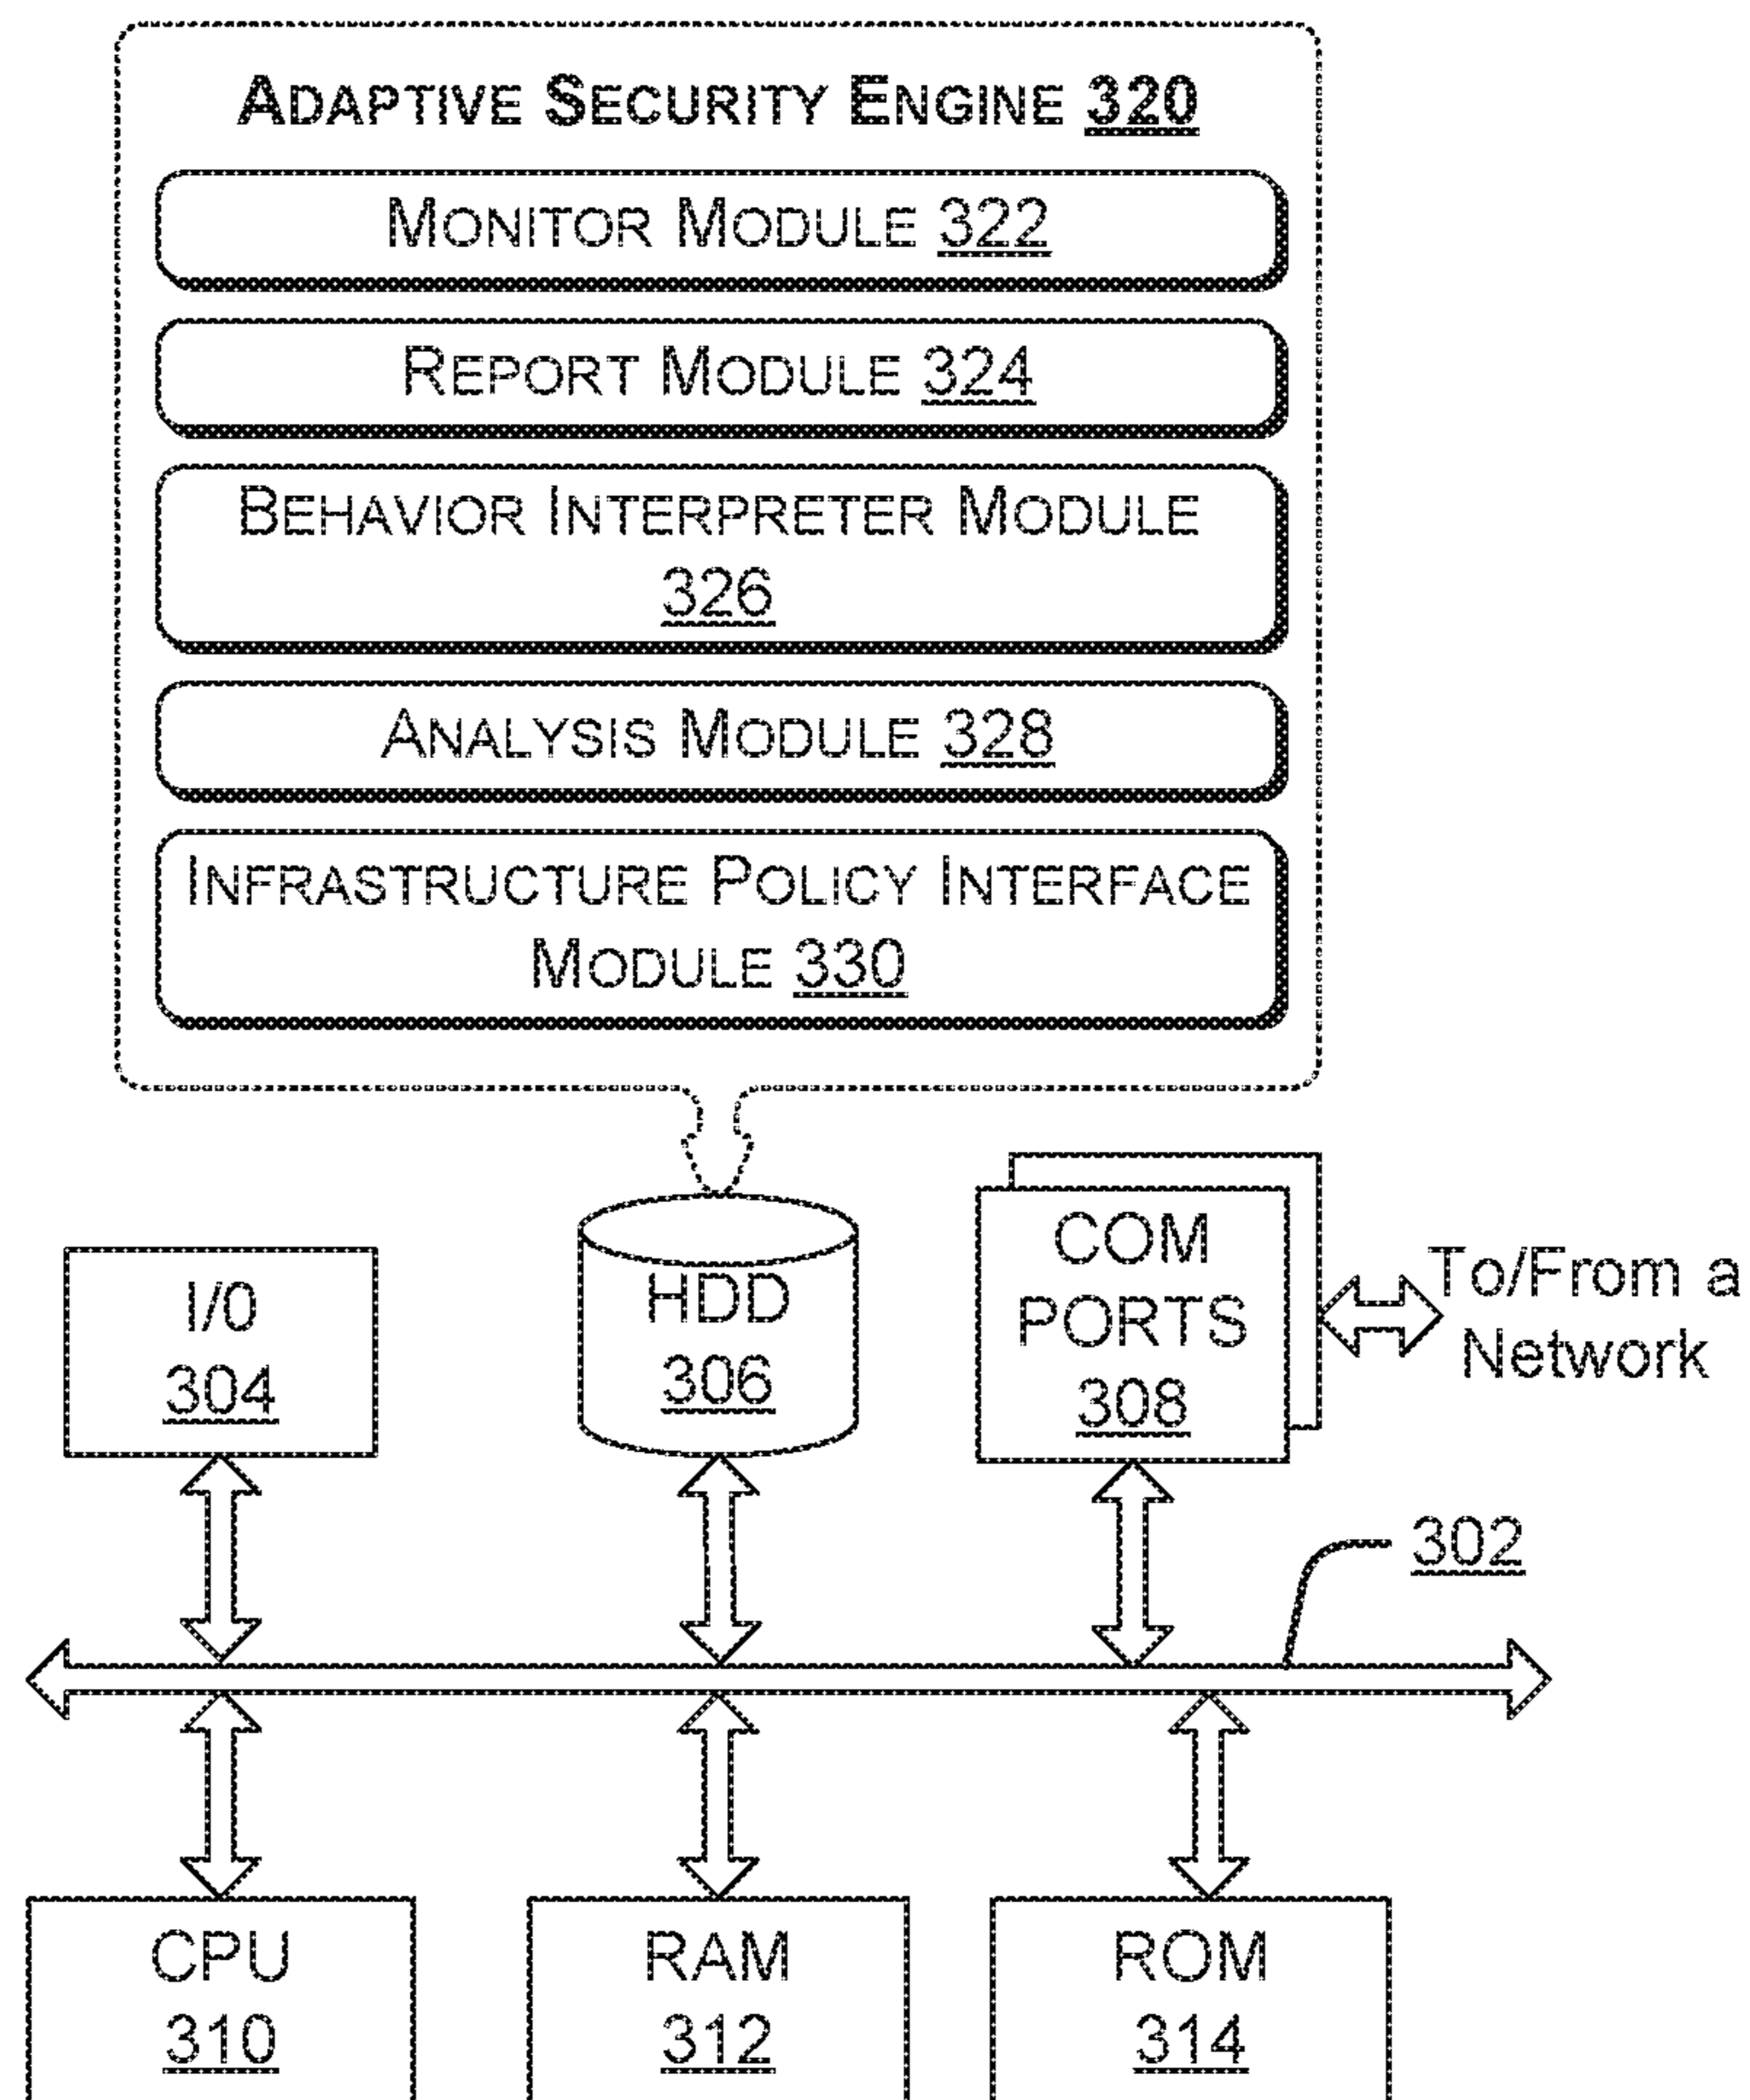 ADAPTIVE SECURITY ENGINE 320
MONITOR MODULE 322
REPORT MODULE 324
BEHAVIOR INTERPRETER MODULE
326
ANALYSIS MODULE 328
INFRASTRUCTURE POLICY INTERFACE
MODULE 330
I/0
304
HDD
306
COM
PORTS
308
To/From a
Network
302
CPU
310
RAM
312
ROM
314